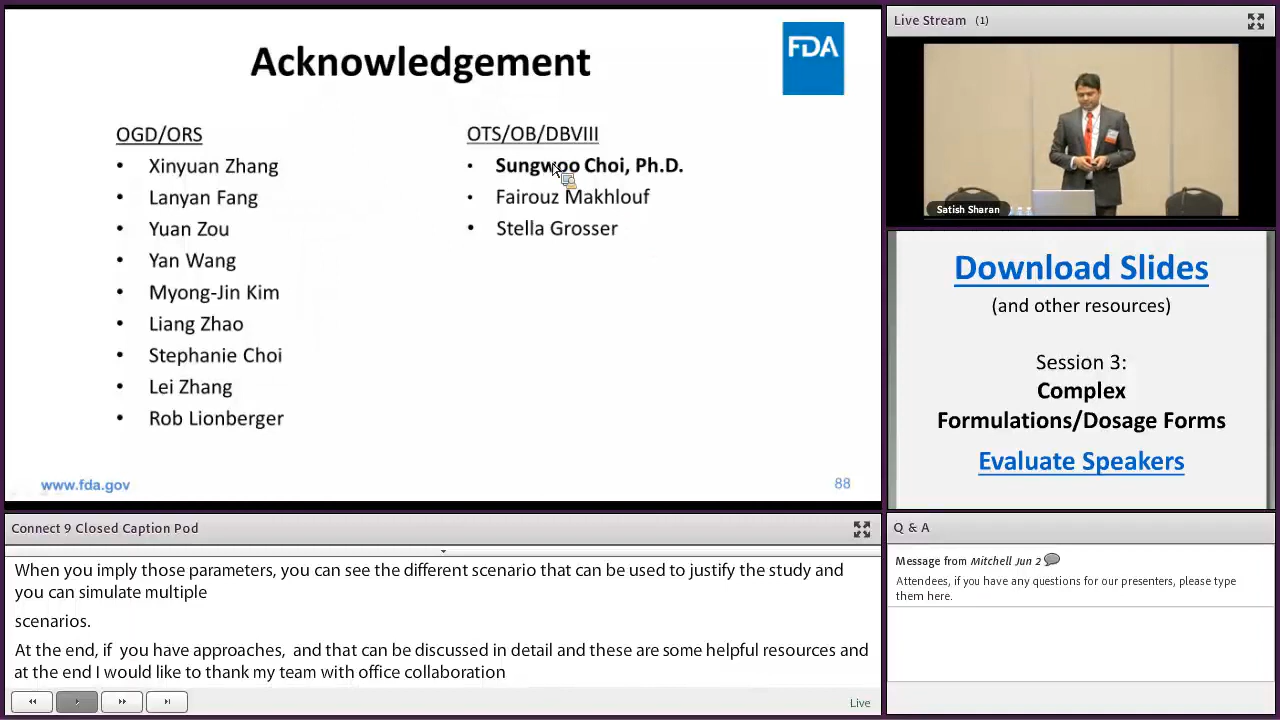 Acknowledgement
FDA
OGD/ORS
• Xinyuan Zhang
• Lanyan Fang
• Yuan Zou
• Yan Wang
• Myong-Jin Kim
• Liang Zhao
• Stephanie Choi
• Lei Zhang
• Rob Lionberger
OTS/OB/DBVIII
• Sungwoo Choi, Ph.D.
• Fairouz Makhlouf
• Stella Grosser
www.fda.gov
88
Live Stream (1)
Satish Sharan
Download Slides
(and other resources)
Session 3:
Complex
Formulations/Dosage Forms
Evaluate Speakers
Connect 9 Closed Caption Pod
When you imply those parameters, you can see the different scenario that can be used to justify the study and
you can simulate multiple
scenarios.
At the end, if you have approaches, and that can be discussed in detail and these are some helpful resources and
at the end I would like to thank my team with office collaboration
Live
Q & A
Message from Mitchell Jun 2
Attendees, if you have any questions for our presenters, please type
them here.